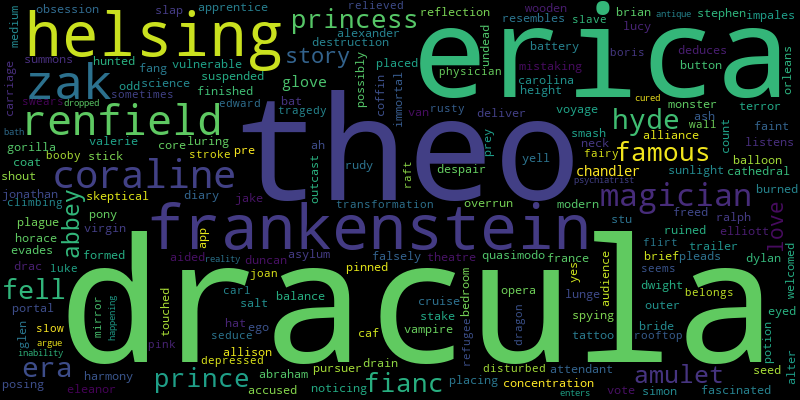 medium obsession slap apprentice relieved reflection wooden brian stephen impales
helsing princess erica resembles slave lucy antique
alexander destruction undead battery boris deduces orleans
summons hunted vulnerable story placed physician mistaking button
zak fang science suspended glove possibly carolina monster terror
carriage odd finished coffin immortal height
swears dropped sometimes edward bat tragedy van rusty deliver voyage ash faint
renfield theo hyde wall count
bath valerie core luring ah prey smash alliance listens
gorilla booby stick stroke pre outcast rudy yell neck fairy famous balloon
coat shout skeptical raft despair chandler sunlight cathedral
coraline psychiatrist cured
jonathan climbing diary jake transformation overrun modern magician burned
plague pony virgin frankenstein stu freed ralph elliott love
horace abbey app flirt ruined
evades formed aided duncan asylum falsely theatre quasimodo france seems trailer brief pleads dylan welcomed
drac luke reality joan pinned yes audience
fell mirror happening touched carl balance cruise bedroom opera lunge dwight belongs eyed
portal salt stake dragon spying outer
dracula
glen slow hat ego caf vampire refugee tattoo bride rooftop potion
argue pink seduce
inability allison depressed pursuer drain disturbed attendant seed
era harmony prince abraham fianc placing concentration amulet alter
posing eleanor accused noticing enters vote simon fascinated